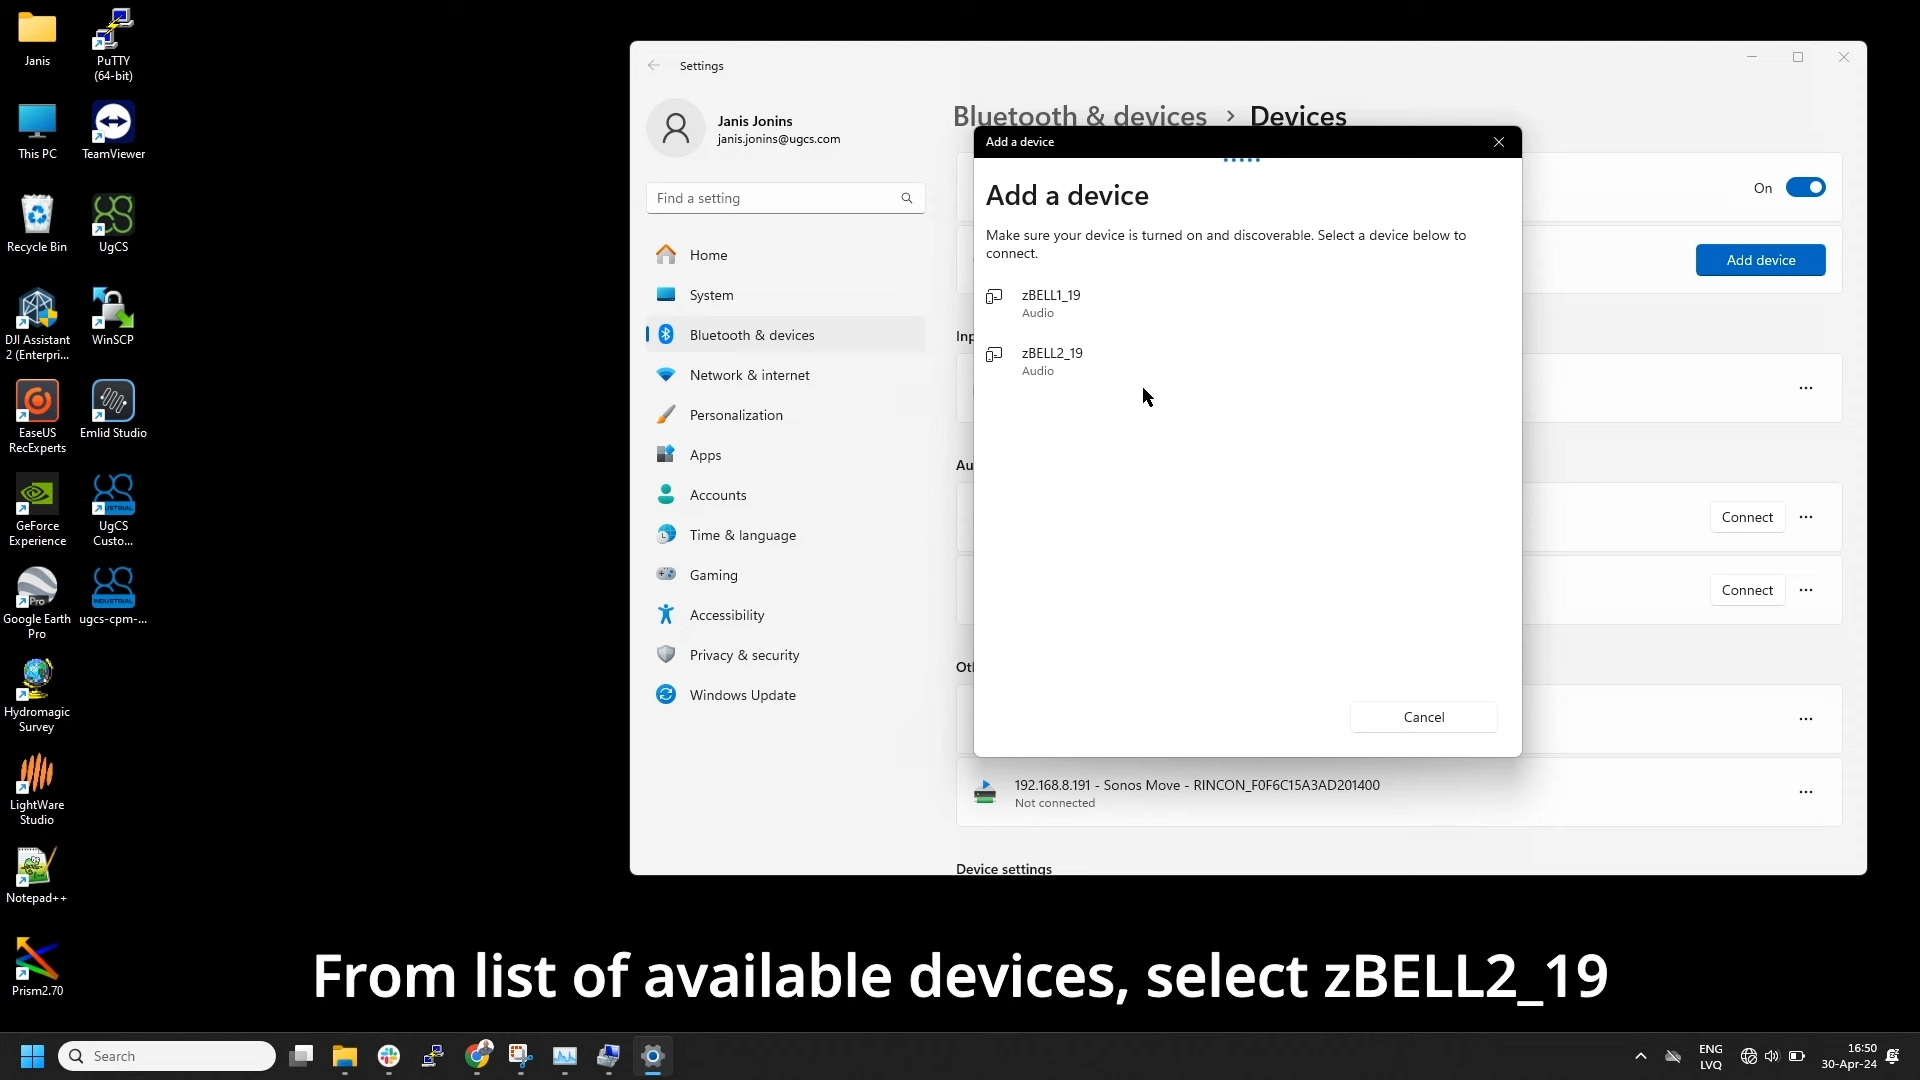 Janis
PuTTY
(64-bit)
This PC
TeamViewer
Recycle Bin
UgCS
DJI Assistant
2 (Enterpri...
WinSCP
EaseUS
RecExperts
Emlid Studio
GeForce
Experience
UgCS
Custo...
Google Earth
Pro
ugcs-cpm-...
Hydromagic
Survey
LightWare
Studio
Notepad++
Prism2.70
Settings
Janis Jonins
janis.jonins@ugcs.com
Find a setting
Home
System
Bluetooth & devices
Network & internet
Personalization
Apps
Accounts
Time & language
Gaming
Accessibility
Privacy & security
Windows Update
Bluetooth & devices › Devices
On
Add device
Inp
Au
Connect
Connect
Ot
192.168.8.191 - Sonos Move - RINCON_F0F6C15A3AD201400
Not connected
Device settings
Add a device
Add a device
Make sure your device is turned on and discoverable. Select a device below to
connect.
zBELL1_19
Audio
zBELL2_19
Audio
Cancel
From list of available devices, select zBELL2_19
Search
ENG
LVQ
16:50
30-Apr-24